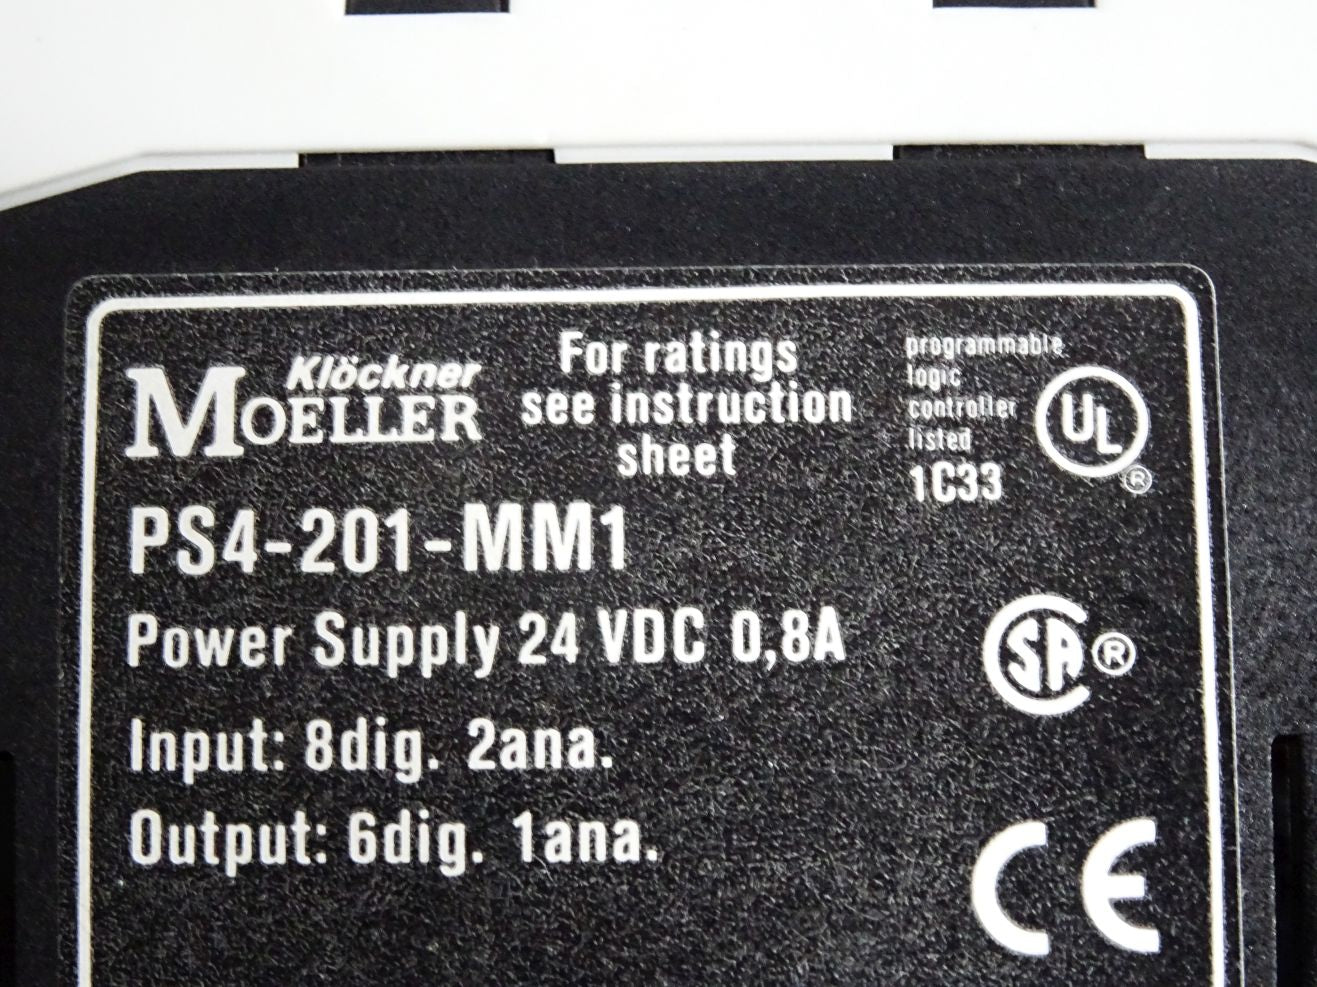 Klöckner
MOELLER
For ratings
see instruction
sheet
programmable
logic
controller
listed
1C33
UL
®
PS4-201-MM1
Power Supply 24 VDC 0,8A
SA ®
Input: 8dig. 2ana.
Output: 6dig. 1ana.
CE